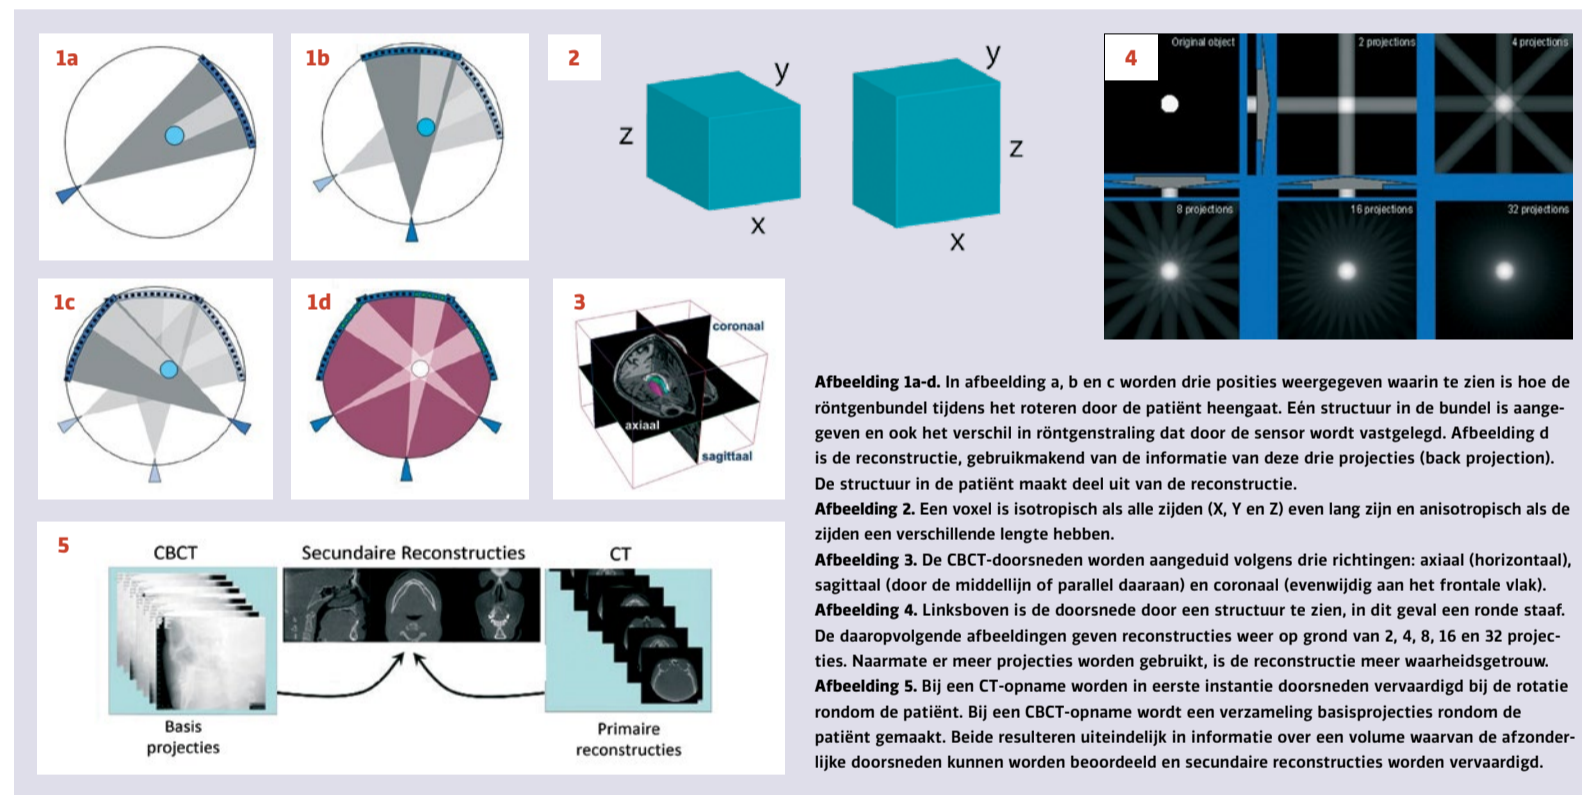 1a
1b
2
y
z
x
y
z
x
4
Original object
2 projections
4 projections
8 projections
16 projections
32 projections
1c
1d
3
coronaal
axiaal
sagittaal
Afbeelding 1a-d. In afbeelding a, b en c worden drie posities weergegeven waarin te zien is hoe de
röntgenbundel tijdens het roteren door de patiënt heengaat. Eén structuur in de bundel is aange-
geven en ook het verschil in röntgenstraling dat door de sensor wordt vastgelegd. Afbeelding d
is de reconstructie, gebruikmakend van de informatie van deze drie projecties (back projection).
De structuur in de patiënt maakt deel uit van de reconstructie.
Afbeelding 2. Een voxel is isotropisch als alle zijden (X, Y en Z) even lang zijn en anisotropisch als de
zijden een verschillende lengte hebben.
Afbeelding 3. De CBCT-doorsneden worden aangeduid volgens drie richtingen: axiaal (horizontaal),
sagittaal (door de middellijn of parallel daaraan) en coronaal (evenwijdig aan het frontale vlak).
Afbeelding 4. Linksboven is de doorsnede door een structuur te zien, in dit geval een ronde staaf.
De daaropvolgende afbeeldingen geven reconstructies weer op grond van 2, 4, 8, 16 en 32 projec-
ties. Naarmate er meer projecties worden gebruikt, is de reconstructie meer waarheidsgetrouw.
Afbeelding 5. Bij een CT-opname worden in eerste instantie doorsneden vervaardigd bij de rotatie
rondom de patiënt. Bij een CBCT-opname wordt een verzameling basisprojecties rondom de
patiënt gemaakt. Beide resulteren uiteindelijk in informatie over een volume waarvan de afzonder-
lijke doorsneden kunnen worden beoordeeld en secundaire reconstructies worden vervaardigd.
5
CBCT
Secundaire Reconstructies
CT
Basis
projecties
Primaire
reconstructies